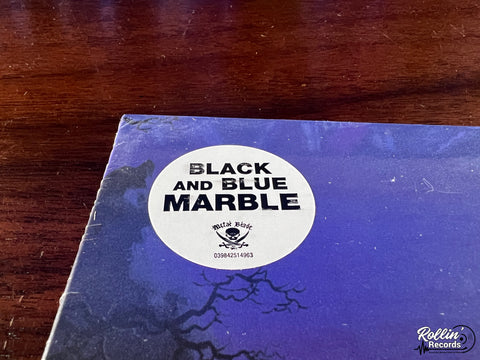 BLACK
AND BLUE
MARBLE
Metal Blade
039842514963
Rollin'
Records